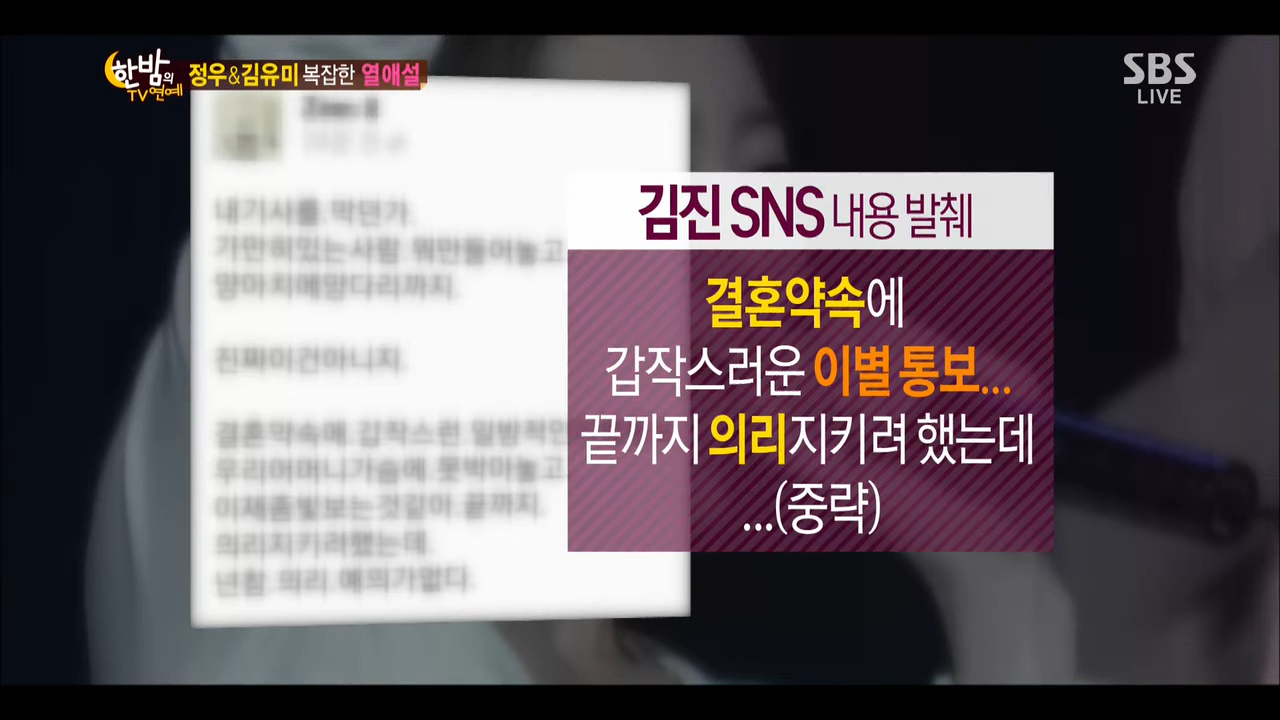 한밤의
TV연예
정우&김유미 복잡한 열애설
SBS
LIVE
내기사를.막던가.
가만히있는사람.뭐만들어놓고.
양아치에양다리까지.
진짜이건아니지.
결혼약속에.갑작스런.일방적인
우리어머니가슴에.못박아놓고
이제좀빛보는것같아.끝까지.
의리지키려했는데.
넌참.의리.예의가없다.
김진 SNS 내용 발췌
결혼약속에
갑작스러운 이별 통보...
끝까지 의리지키려 했는데
...(중략)